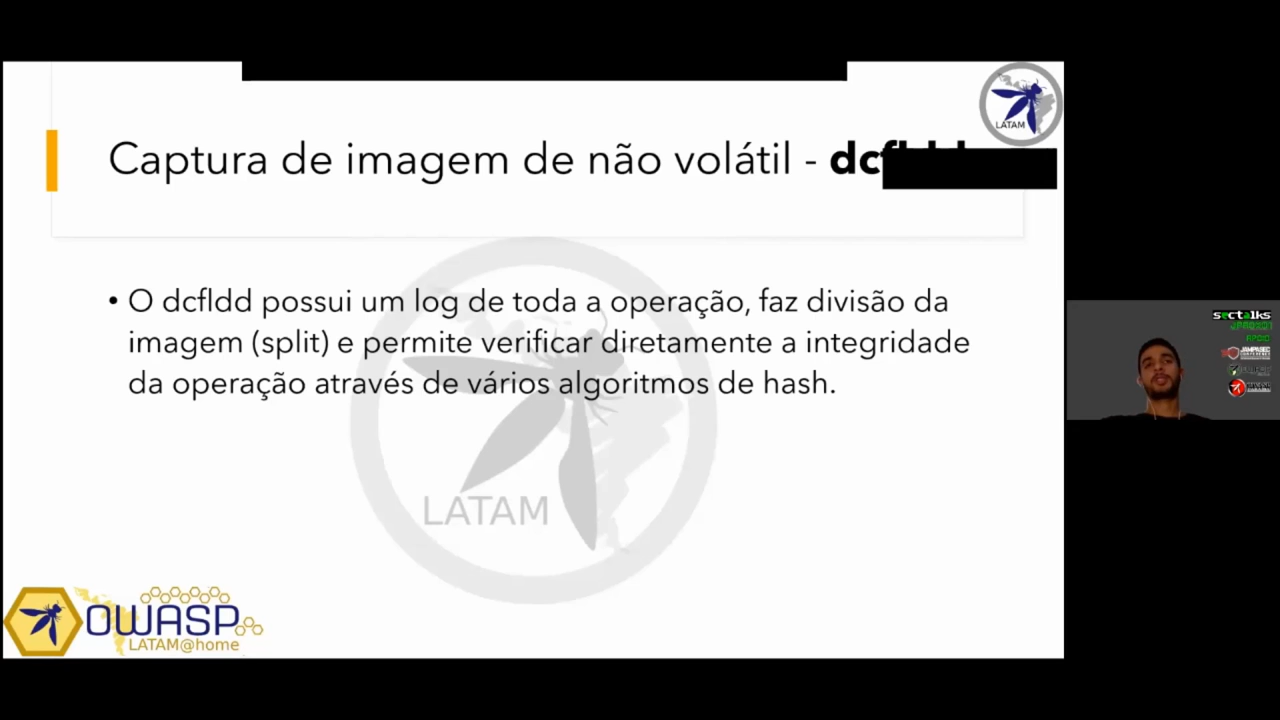 LATAM
Captura de imagem de não volátil -
• O dcfldd possui um log de toda a operação, faz divisão da
imagem (split) e permite verificar diretamente a integridade
da operação através de vários algoritmos de hash.
LATAM
OWASP
LATAM@home
sectalks